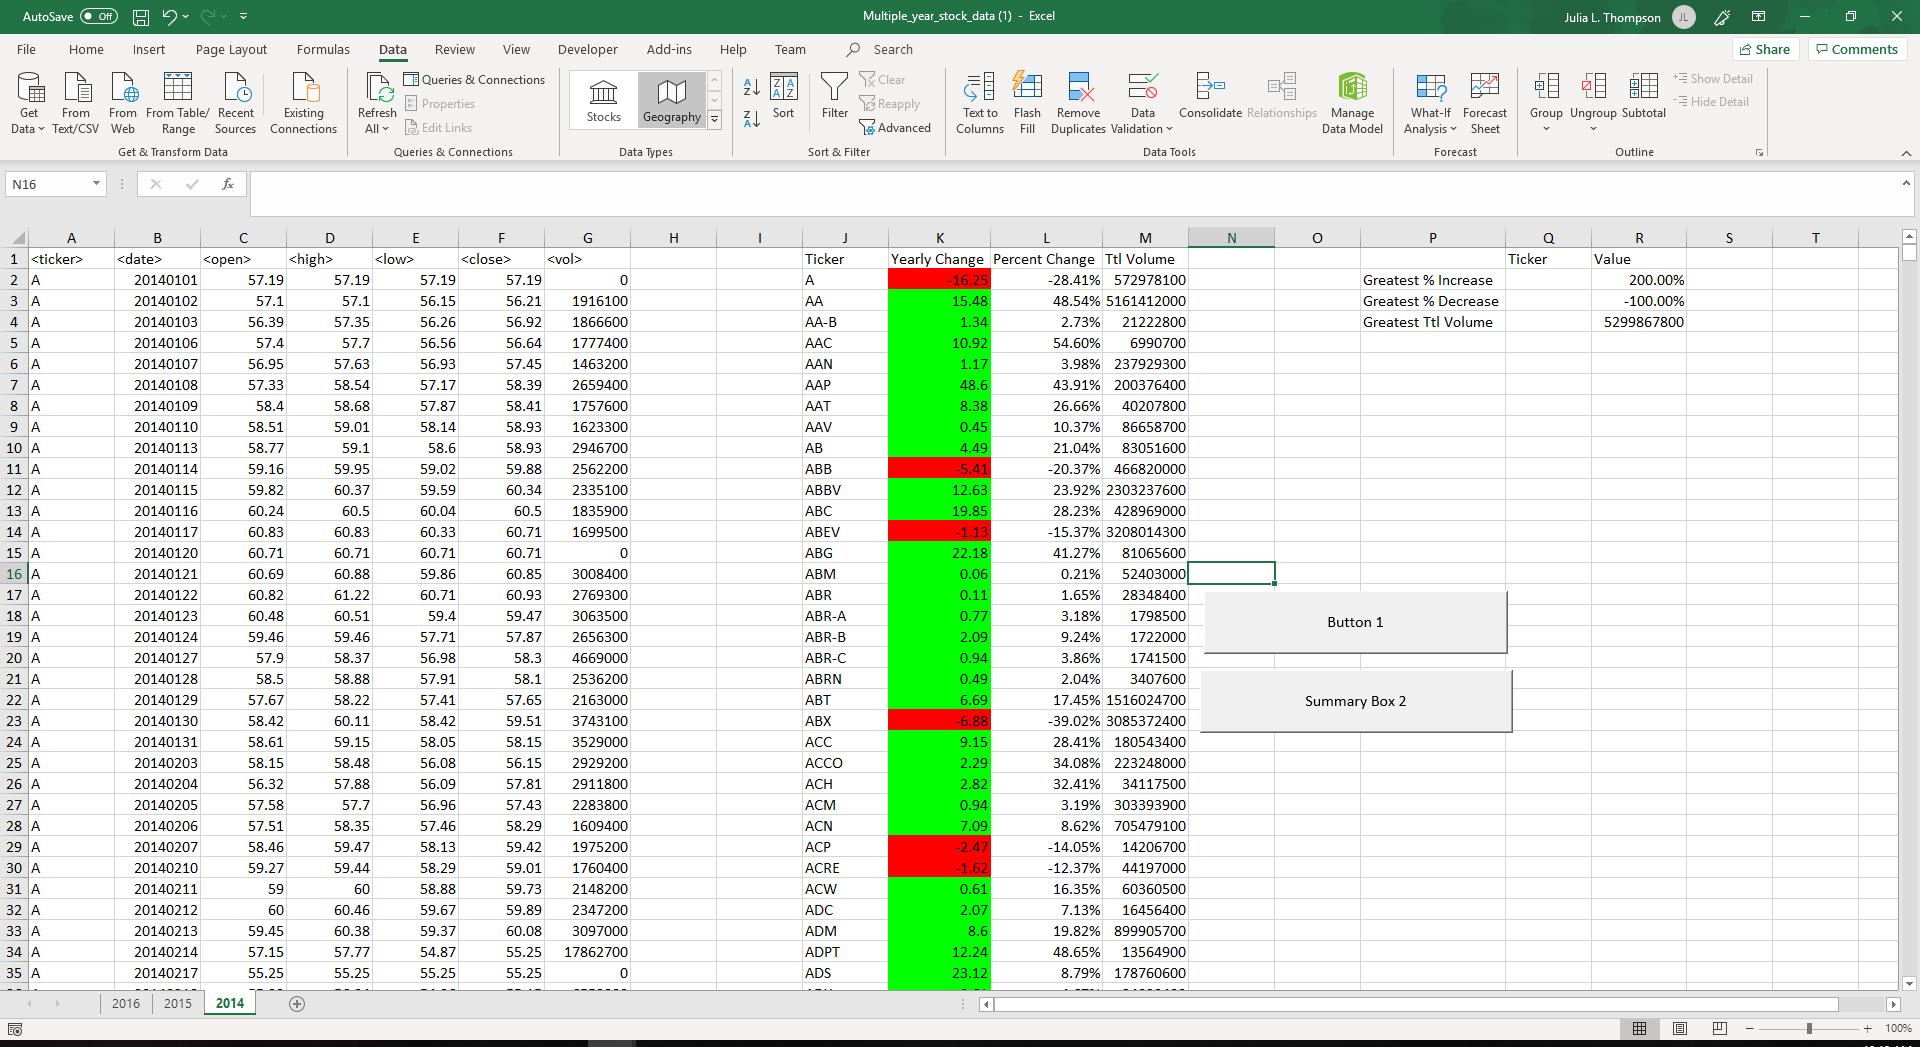 AutoSave Off Multiple_year_stock_data (1) - Excel Julia L. Thompson JL
File Home Insert Page Layout Formulas Data Review View Developer Add-ins Help Team Search Share Comments
Get Data From Text/CSV From Web From Table/ Range Recent Sources Existing Connections
Get & Transform Data
Refresh All Queries & Connections Properties Edit Links
Queries & Connections
Stocks Geography
Data Types
Sort Filter Clear Reapply Advanced
Sort & Filter
Text to Columns Flash Fill Remove Duplicates Data Validation Consolidate Relationships Manage Data Model
Data Tools
What-If Analysis Forecast Sheet
Forecast
Group Ungroup Subtotal Show Detail Hide Detail
Outline
N16 fx
A B C D E F G H I J K L M N O P Q R S T
1 <ticker> <date> <open> <high> <low> <close> <vol> Ticker Yearly Change Percent Change Ttl Volume Ticker Value
2 A 20140101 57.19 57.19 57.19 57.19 0 A -16.25 -28.41% 572978100 Greatest % Increase 200.00%
3 A 20140102 57.1 57.1 56.15 56.21 1916100 AA 15.48 48.54% 5161412000 Greatest % Decrease -100.00%
4 A 20140103 56.39 57.35 56.26 56.92 1866600 AA-B 1.34 2.73% 21222800 Greatest Ttl Volume 5299867800
5 A 20140106 57.4 57.7 56.56 56.64 1777400 AAC 10.92 54.60% 6990700
6 A 20140107 56.95 57.63 56.93 57.45 1463200 AAN 1.17 3.98% 237929300
7 A 20140108 57.33 58.54 57.17 58.39 2659400 AAP 48.6 43.91% 200376400
8 A 20140109 58.4 58.68 57.87 58.41 1757600 AAT 8.38 26.66% 40207800
9 A 20140110 58.51 59.01 58.14 58.93 1623300 AAV 0.45 10.37% 86658700
10 A 20140113 58.77 59.1 58.6 58.93 2946700 AB 4.49 21.04% 83051600
11 A 20140114 59.16 59.95 59.02 59.88 2562200 ABB -5.41 -20.37% 466820000
12 A 20140115 59.82 60.37 59.59 60.34 2335100 ABBV 12.63 23.92% 2303237600
13 A 20140116 60.24 60.5 60.04 60.5 1835900 ABC 19.85 28.23% 428969000
14 A 20140117 60.83 60.83 60.33 60.71 1699500 ABEV -1.13 -15.37% 3208014300
15 A 20140120 60.71 60.71 60.71 60.71 0 ABG 22.18 41.27% 81065600
16 A 20140121 60.69 60.88 59.86 60.85 3008400 ABM 0.06 0.21% 52403000
17 A 20140122 60.82 61.22 60.71 60.93 2769300 ABR 0.11 1.65% 28348400
18 A 20140123 60.48 60.51 59.4 59.47 3063500 ABR-A 0.77 3.18% 1798500 Button 1
19 A 20140124 59.46 59.46 57.71 57.87 2656300 ABR-B 2.09 9.24% 1722000
20 A 20140127 57.9 58.37 56.98 58.3 4669000 ABR-C 0.94 3.86% 1741500
21 A 20140128 58.5 58.88 57.91 58.1 2536200 ABRN 0.49 2.04% 3407600
22 A 20140129 57.67 58.22 57.41 57.65 2163000 ABT 6.69 17.45% 1516024700 Summary Box 2
23 A 20140130 58.42 60.11 58.42 59.51 3743100 ABX -6.88 -39.02% 3085372400
24 A 20140131 58.61 59.15 58.05 58.15 3529000 ACC 9.15 28.41% 180543400
25 A 20140203 58.15 58.48 56.08 56.15 2929200 ACCO 2.29 34.08% 223248000
26 A 20140204 56.32 57.88 56.09 57.81 2911800 ACH 2.82 32.41% 34117500
27 A 20140205 57.58 57.7 56.96 57.43 2283800 ACM 0.94 3.19% 303393900
28 A 20140206 57.51 58.35 57.46 58.29 1609400 ACN 7.09 8.62% 705479100
29 A 20140207 58.46 59.47 58.13 59.42 1975200 ACP -2.47 -14.05% 14206700
30 A 20140210 59.27 59.44 58.29 59.01 1760400 ACRE -1.62 -12.37% 44197000
31 A 20140211 59 60 58.88 59.73 2148200 ACW 0.61 16.35% 60360500
32 A 20140212 60 60.46 59.67 59.89 2347200 ADC 2.07 7.13% 16456400
33 A 20140213 59.45 60.38 59.37 60.08 3097000 ADM 8.6 19.82% 899905700
34 A 20140214 57.15 57.77 54.87 55.25 17862700 ADPT 12.24 48.65% 13564900
35 A 20140217 55.25 55.25 55.25 55.25 0 ADS 23.12 8.79% 178760600
2016 2015 2014
100%